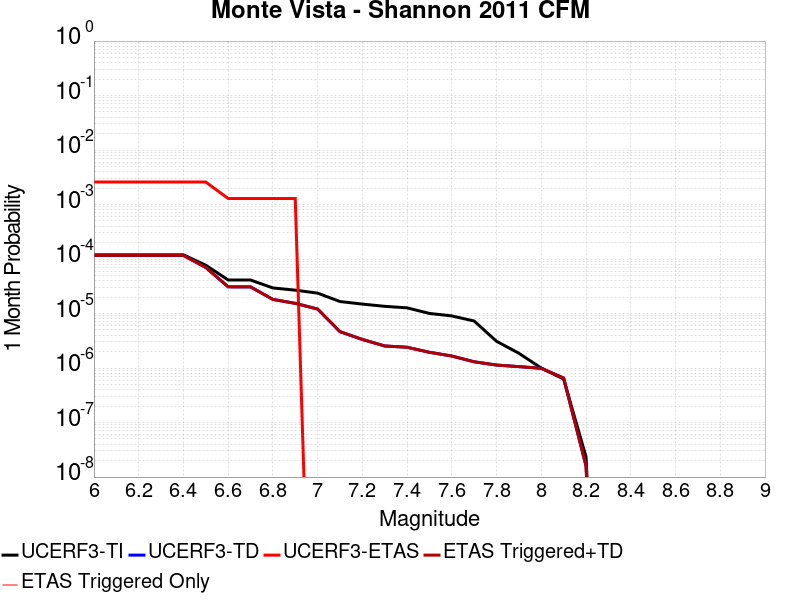 Monte Vista - Shannon 2011 CFM
10^0
10^-1
10^-2
10^-3
10^-4
10^-5
10^-6
10^-7
10^-8
1 Month Probability
6 6.2 6.4 6.6 6.8 7 7.2 7.4 7.6 7.8 8 8.2 8.4 8.6 8.8 9
Magnitude
UCERF3-TI UCERF3-TD UCERF3-ETAS ETAS Triggered+TD
ETAS Triggered Only